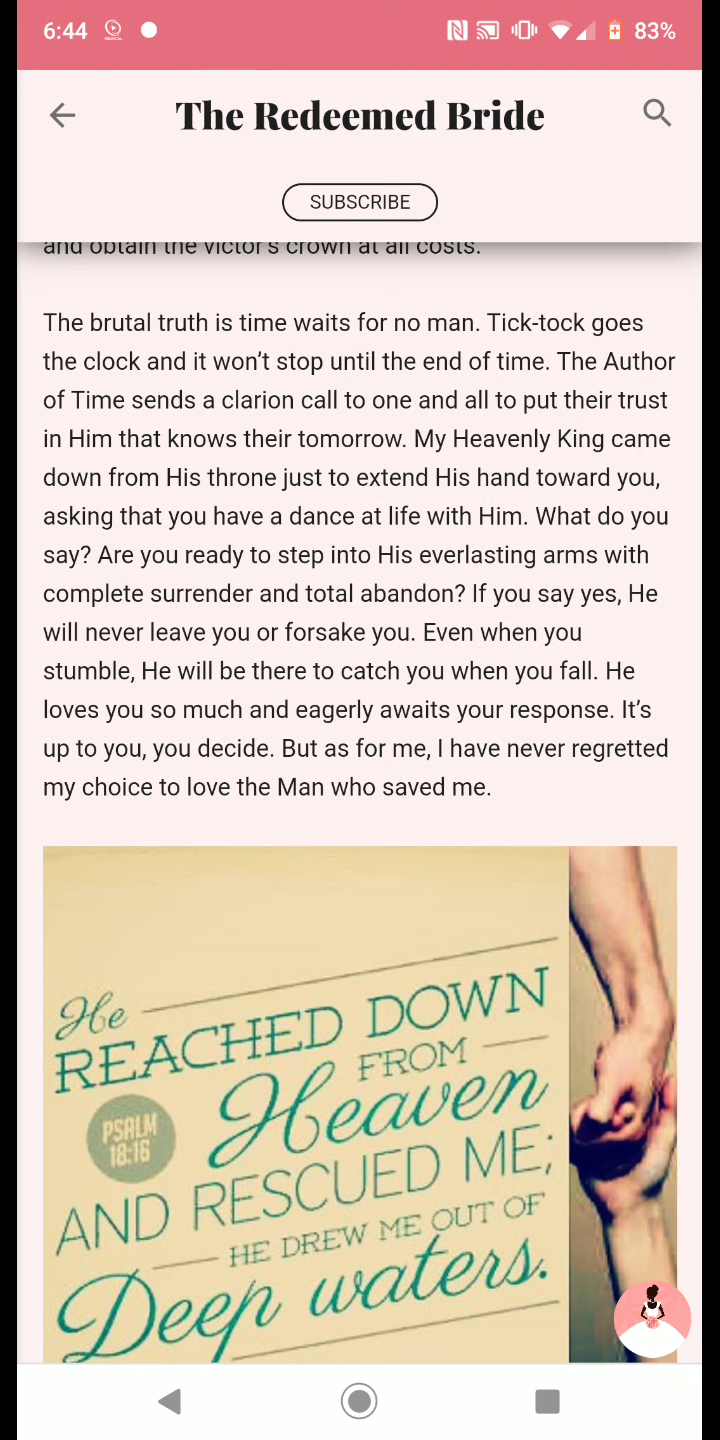 6:44
83%
The Redeemed Bride
SUBSCRIBE
and obtain the victor's crown at all costs.
The brutal truth is time waits for no man. Tick-tock goes
the clock and it won't stop until the end of time. The Author
of Time sends a clarion call to one and all to put their trust
in Him that knows their tomorrow. My Heavenly King came
down from His throne just to extend His hand toward you,
asking that you have a dance at life with Him. What do you
say? Are you ready to step into His everlasting arms with
complete surrender and total abandon? If you say yes, He
will never leave you or forsake you. Even when you
stumble, He will be there to catch you when you fall. He
loves you so much and eagerly awaits your response. It’s
up to you, you decide. But as for me, I have never regretted
my choice to love the Man who saved me.
He
REACHED DOWN
FROM
Heaven
PSALM
18:16
AND RESCUED ME;
HE DREW ME OUT OF
Deep waters.